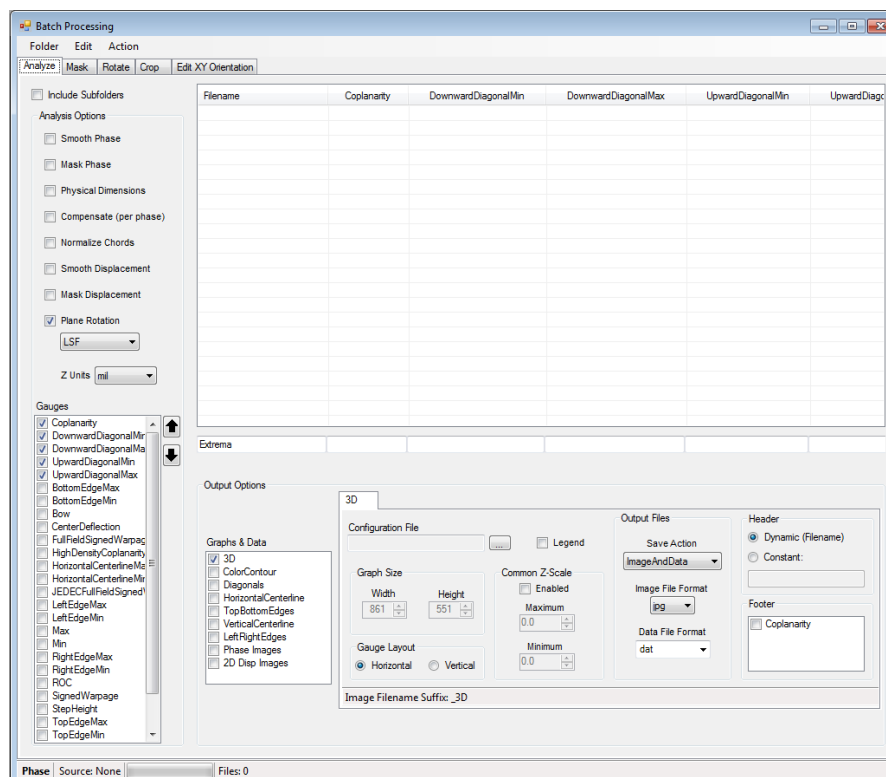 Batch Processing
Folder Edit Action
Analyze Mask Rotate Crop Edit XY Orientation
Include Subfolders
Analysis Options
Smooth Phase
Mask Phase
Physical Dimensions
Compensate (per phase)
Normalize Chords
Smooth Displacement
Mask Displacement
Plane Rotation
LSF
Z Units mil
Gauges
Coplanarity
DownwardDiagonalMin
DownwardDiagonalMa
UpwardDiagonalMin
UpwardDiagonalMax
BottomEdgeMax
BottomEdgeMin
Bow
CenterDeflection
FullFieldSignedWarpag
HighDensityCoplanarity
HorizontalCenterlineMa
HorizontalCenterlineMin
JEDECFullFieldSignedV
LeftEdgeMax
LeftEdgeMin
Max
Min
RightEdgeMax
RightEdgeMin
ROC
SignedWarpage
StepHeight
TopEdgeMax
TopEdgeMin
Filename Coplanarity DownwardDiagonalMin DownwardDiagonalMax UpwardDiagonalMin UpwardDiagc
Extrema
Output Options
Graphs & Data
3D
ColorContour
Diagonals
HorizontalCenterline
TopBottomEdges
VerticalCenterline
LeftRightEdges
Phase Images
2D Disp Images
3D
Configuration File
... Legend
Graph Size
Width Height
861 551
Gauge Layout
Horizontal Vertical
Common Z-Scale
Enabled
Maximum
0.0
Minimum
0.0
Output Files
Save Action
ImageAndData
Image File Format
jpg
Data File Format
dat
Header
Dynamic (Filename)
Constant:
Footer
Coplanarity
Image Filename Suffix: _3D
Phase Source: None Files: 0